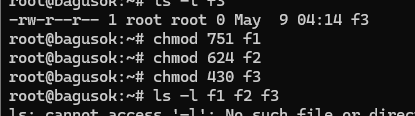 root@bagusok:~# ls -l f3
-rw-r--r-- 1 root root 0 May  9 04:14 f3
root@bagusok:~# chmod 751 f1
root@bagusok:~# chmod 624 f2
root@bagusok:~# chmod 430 f3
root@bagusok:~# ls -l f1 f2 f3
ls: cannot access '-l': No such file or direc